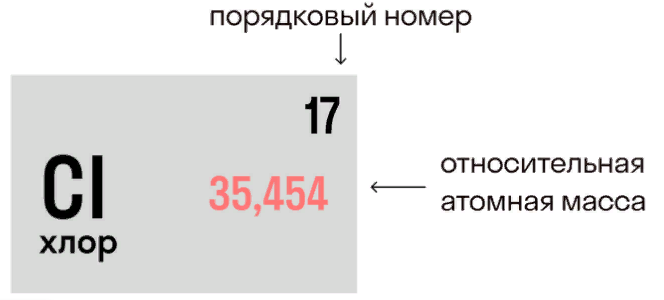 порядковый номер
17
Cl
35,454
хлор
относительная
атомная масса